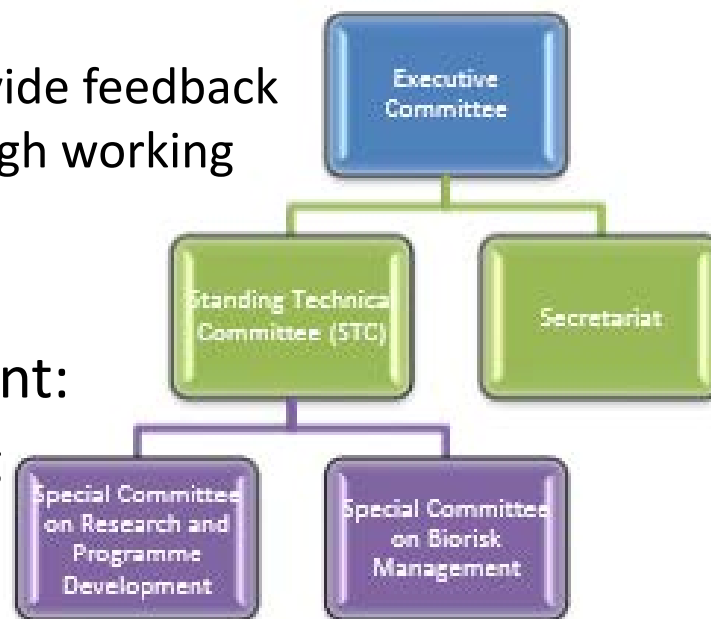 vide feedback
gh working
nt:
Executive
Committee
Standing Technical
Committee (STC)
Secretariat
Special Committee
on Research and
Programme
Development
Special Committee
on Biorisk
Management